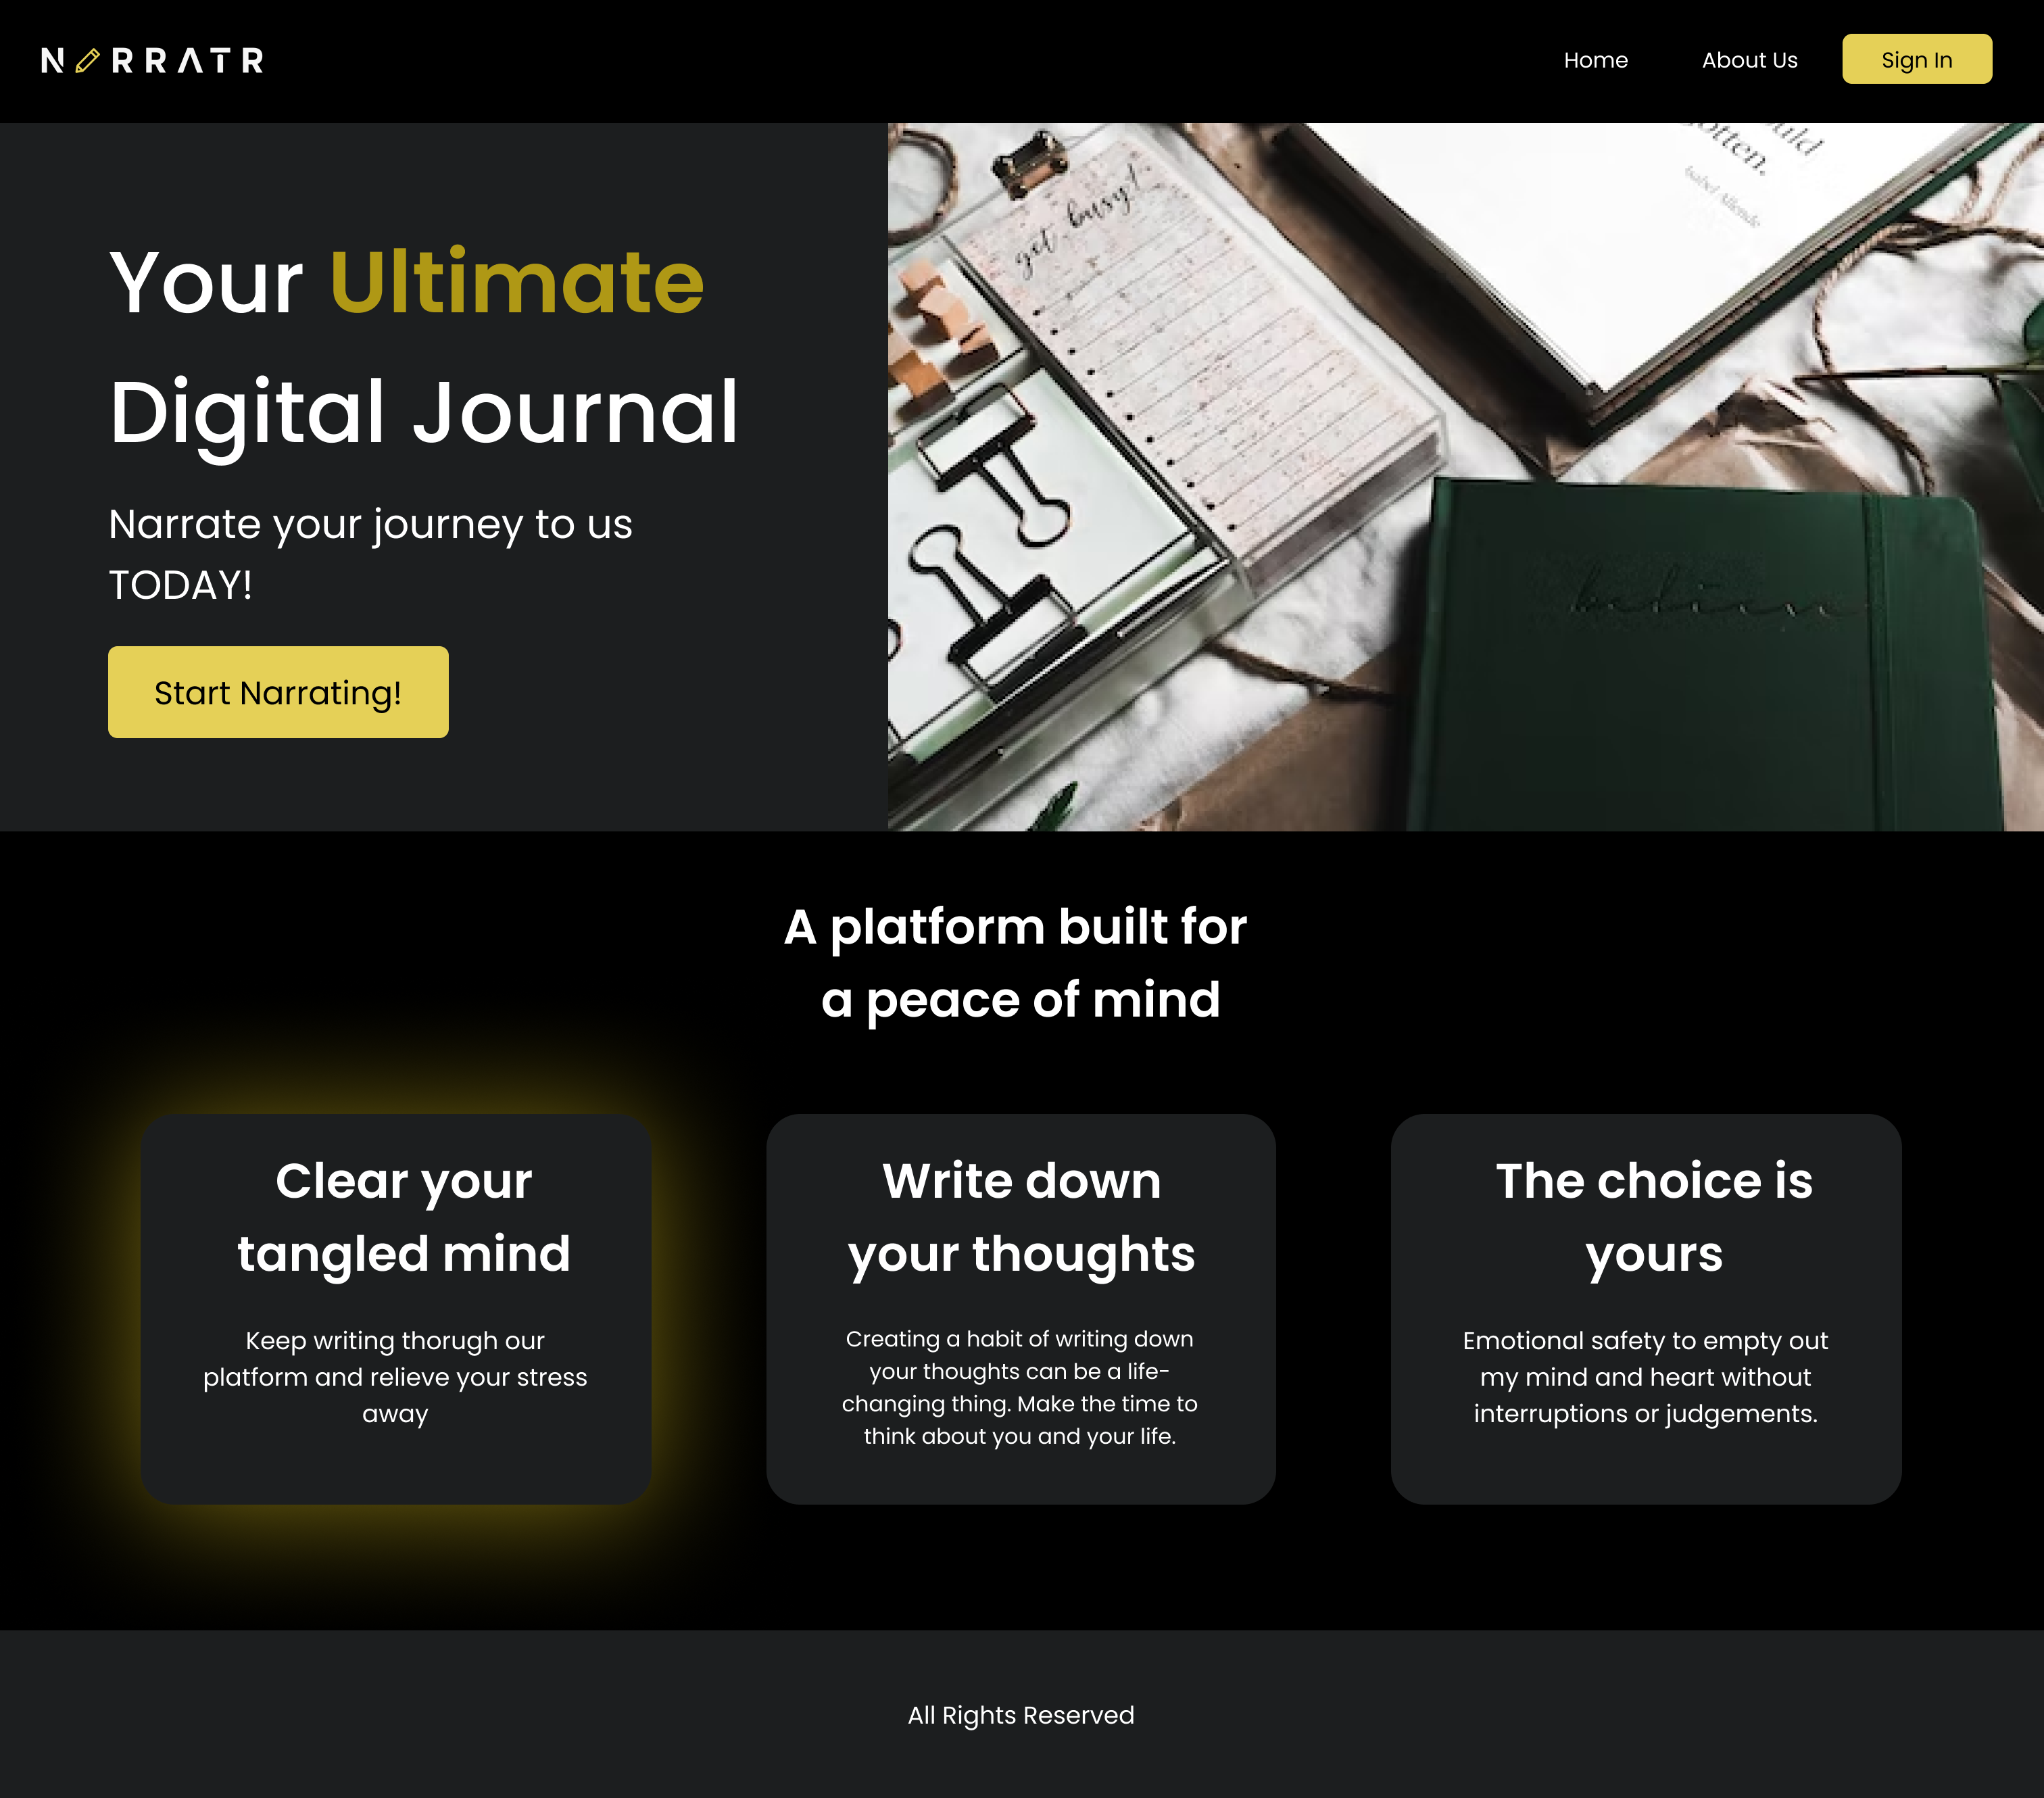 N RRATR
Home About Us Sign In
Your Ultimate
Digital Journal
Narrate your journey to us
TODAY!
Start Narrating!
get busy!
ould
otten.
Isabel Allende
believe
A platform built for
a peace of mind
Clear your
tangled mind
Keep writing thorugh our
platform and relieve your stress
away
Write down
your thoughts
Creating a habit of writing down
your thoughts can be a life-
changing thing. Make the time to
think about you and your life.
The choice is
yours
Emotional safety to empty out
my mind and heart without
interruptions or judgements.
All Rights Reserved